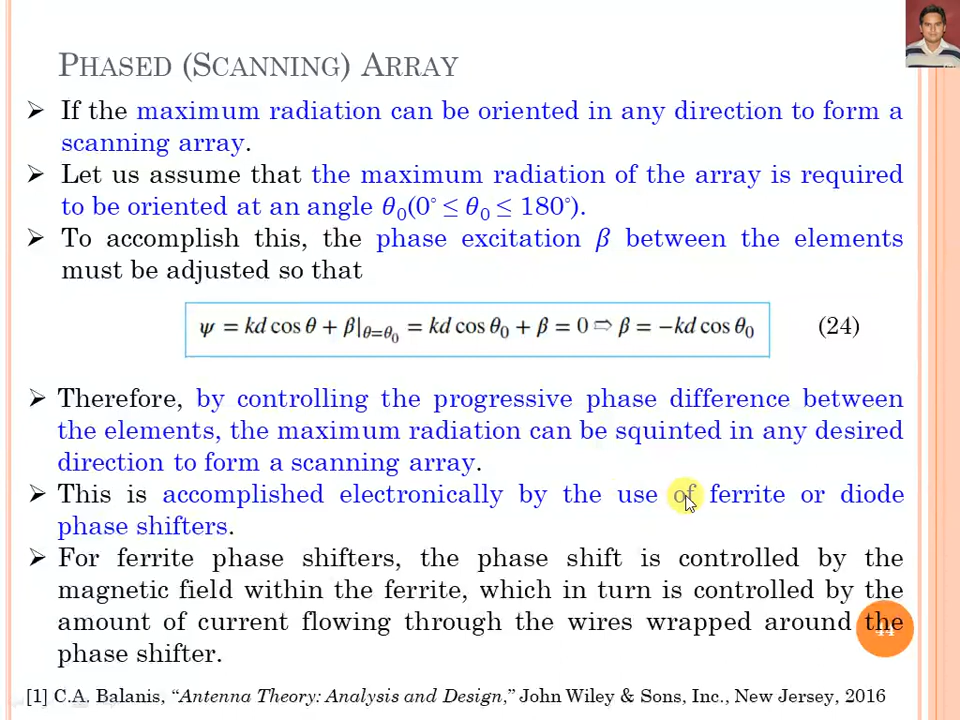 PHASED (SCANNING) ARRAY
➢ If the maximum radiation can be oriented in any direction to form a
scanning array.
➢ Let us assume that the maximum radiation of the array is required
to be oriented at an angle θ₀(0° ≤ θ₀ ≤ 180°).
➢ To accomplish this, the phase excitation β between the elements
must be adjusted so that
ψ = kd cos θ + β|θ=θ₀ = kd cos θ₀ + β = 0 ⇨ β = −kd cos θ₀ (24)
➢ Therefore, by controlling the progressive phase difference between
the elements, the maximum radiation can be squinted in any desired
direction to form a scanning array.
➢ This is accomplished electronically by the use of ferrite or diode
phase shifters.
➢ For ferrite phase shifters, the phase shift is controlled by the
magnetic field within the ferrite, which in turn is controlled by the
amount of current flowing through the wires wrapped around the
phase shifter.
44
[1] C.A. Balanis, “Antenna Theory: Analysis and Design,” John Wiley & Sons, Inc., New Jersey, 2016